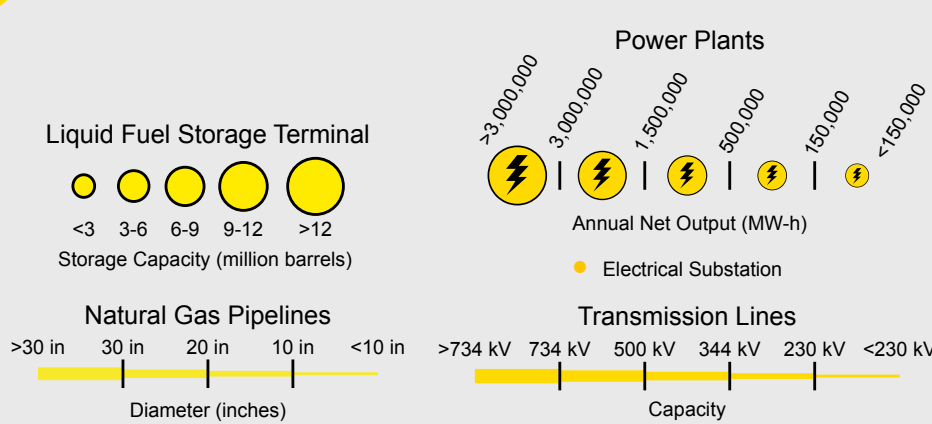 Liquid Fuel Storage Terminal
<3 3-6 6-9 9-12 >12
Storage Capacity (million barrels)
Power Plants
>3,000,000 3,000,000 1,500,000 500,000 150,000 <150,000
Annual Net Output (MW-h)
Electrical Substation
Natural Gas Pipelines
>30 in 30 in 20 in 10 in <10 in
Diameter (inches)
Transmission Lines
>734 kV 734 kV 500 kV 344 kV 230 kV <230 kV
Capacity